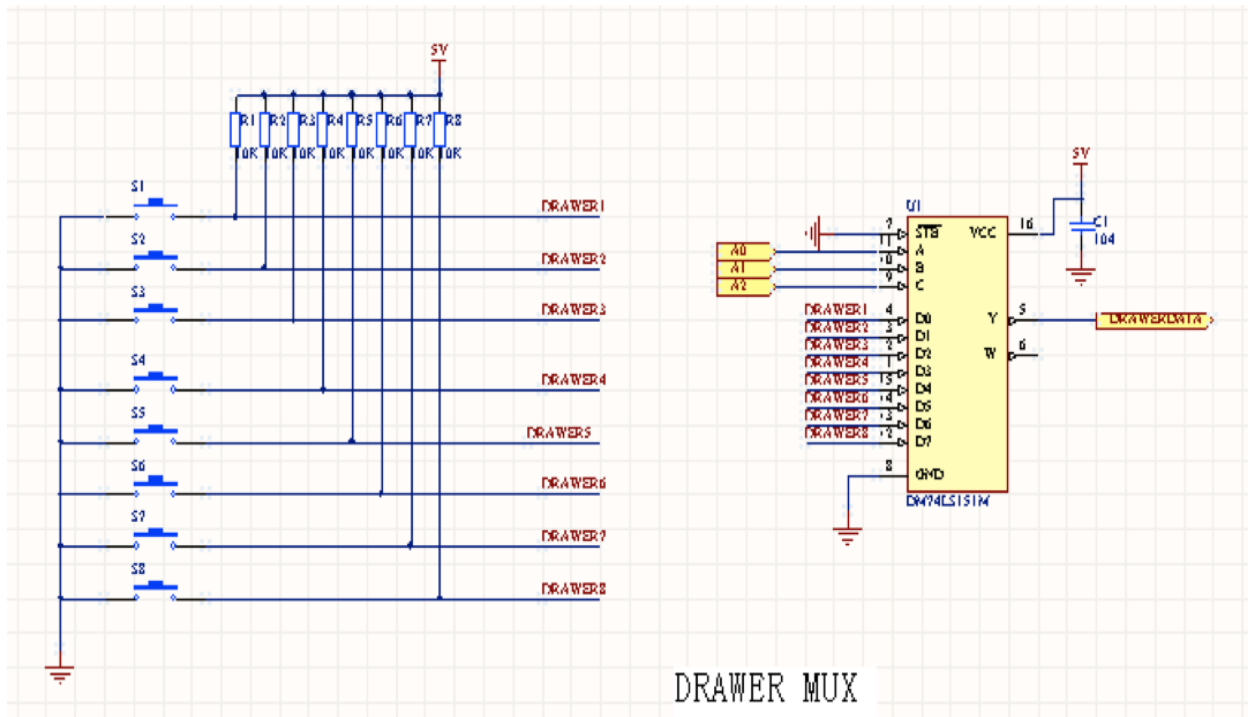 5V
R1 R2 R3 R4 R5 R6 R7 R8
10K 10K 10K 10K 10K 10K 10K 10K
S1
DRAWER1
S2
DRAWER2
S3
DRAWER3
S4
DRAWER4
S5
DRAWER5
S6
DRAWER6
S7
DRAWER7
S8
DRAWER8
5V
C1
104
U1
7 STB VCC 16
A0 11 A
A1 10 B
A2 9 C
DRAWER1 4 D0 Y 5 DRAWERDATA
DRAWER2 3 D1
DRAWER3 2 D2 W 6
DRAWER4 1 D3
DRAWER5 15 D4
DRAWER6 14 D5
DRAWER7 13 D6
DRAWER8 12 D7
8 GND
DM74LS151M
DRAWER MUX